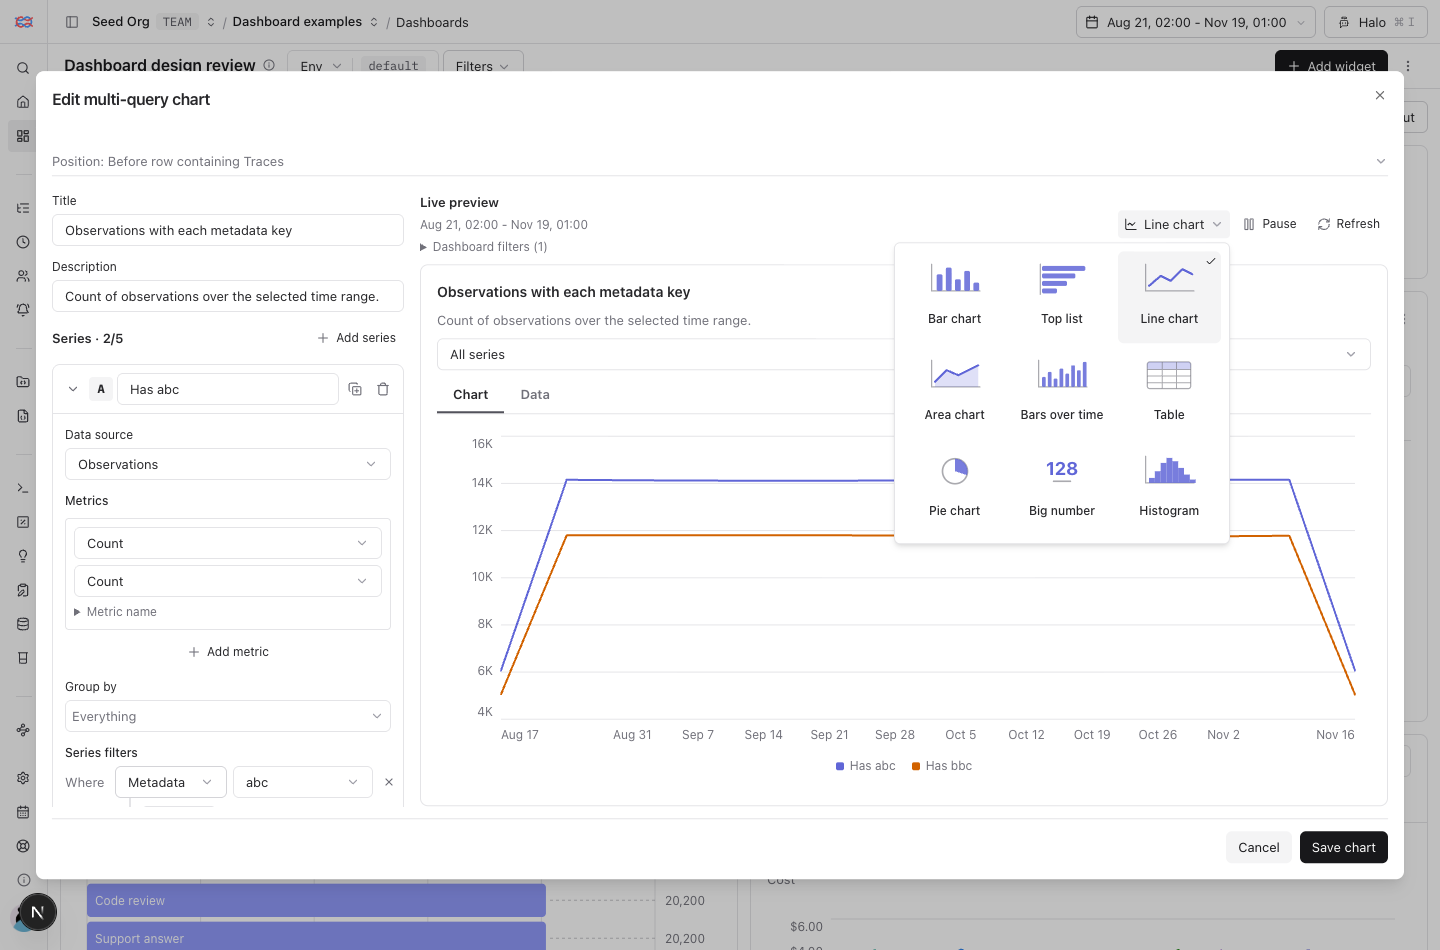 Seed Org TEAM / Dashboard examples / Dashboards
Aug 21, 02:00 - Nov 19, 01:00
Halo ⌘ I
Dashboard design review
Env default
Filters
Add widget
Edit multi-query chart
Position: Before row containing Traces
Title
Observations with each metadata key
Description
Count of observations over the selected time range.
Series · 2/5
Add series
A
Has abc
Data source
Observations
Metrics
Count
Count
Metric name
Add metric
Group by
Everything
Series filters
Where Metadata abc
Live preview
Aug 21, 02:00 - Nov 19, 01:00
Dashboard filters (1)
Line chart
Pause
Refresh
Observations with each metadata key
Count of observations over the selected time range.
All series
Chart Data
Bar chart
Top list
Line chart
Area chart
Bars over time
Table
Pie chart
128
Big number
Histogram
16K
14K
12K
10K
8K
6K
4K
Aug 17 Aug 31 Sep 7 Sep 14 Sep 21 Sep 28 Oct 5 Oct 12 Oct 19 Oct 26 Nov 2 Nov 16
Has abc Has bbc
Cancel
Save chart
Cost
Code review
20,200
Support answer
20,200
$6.00
N